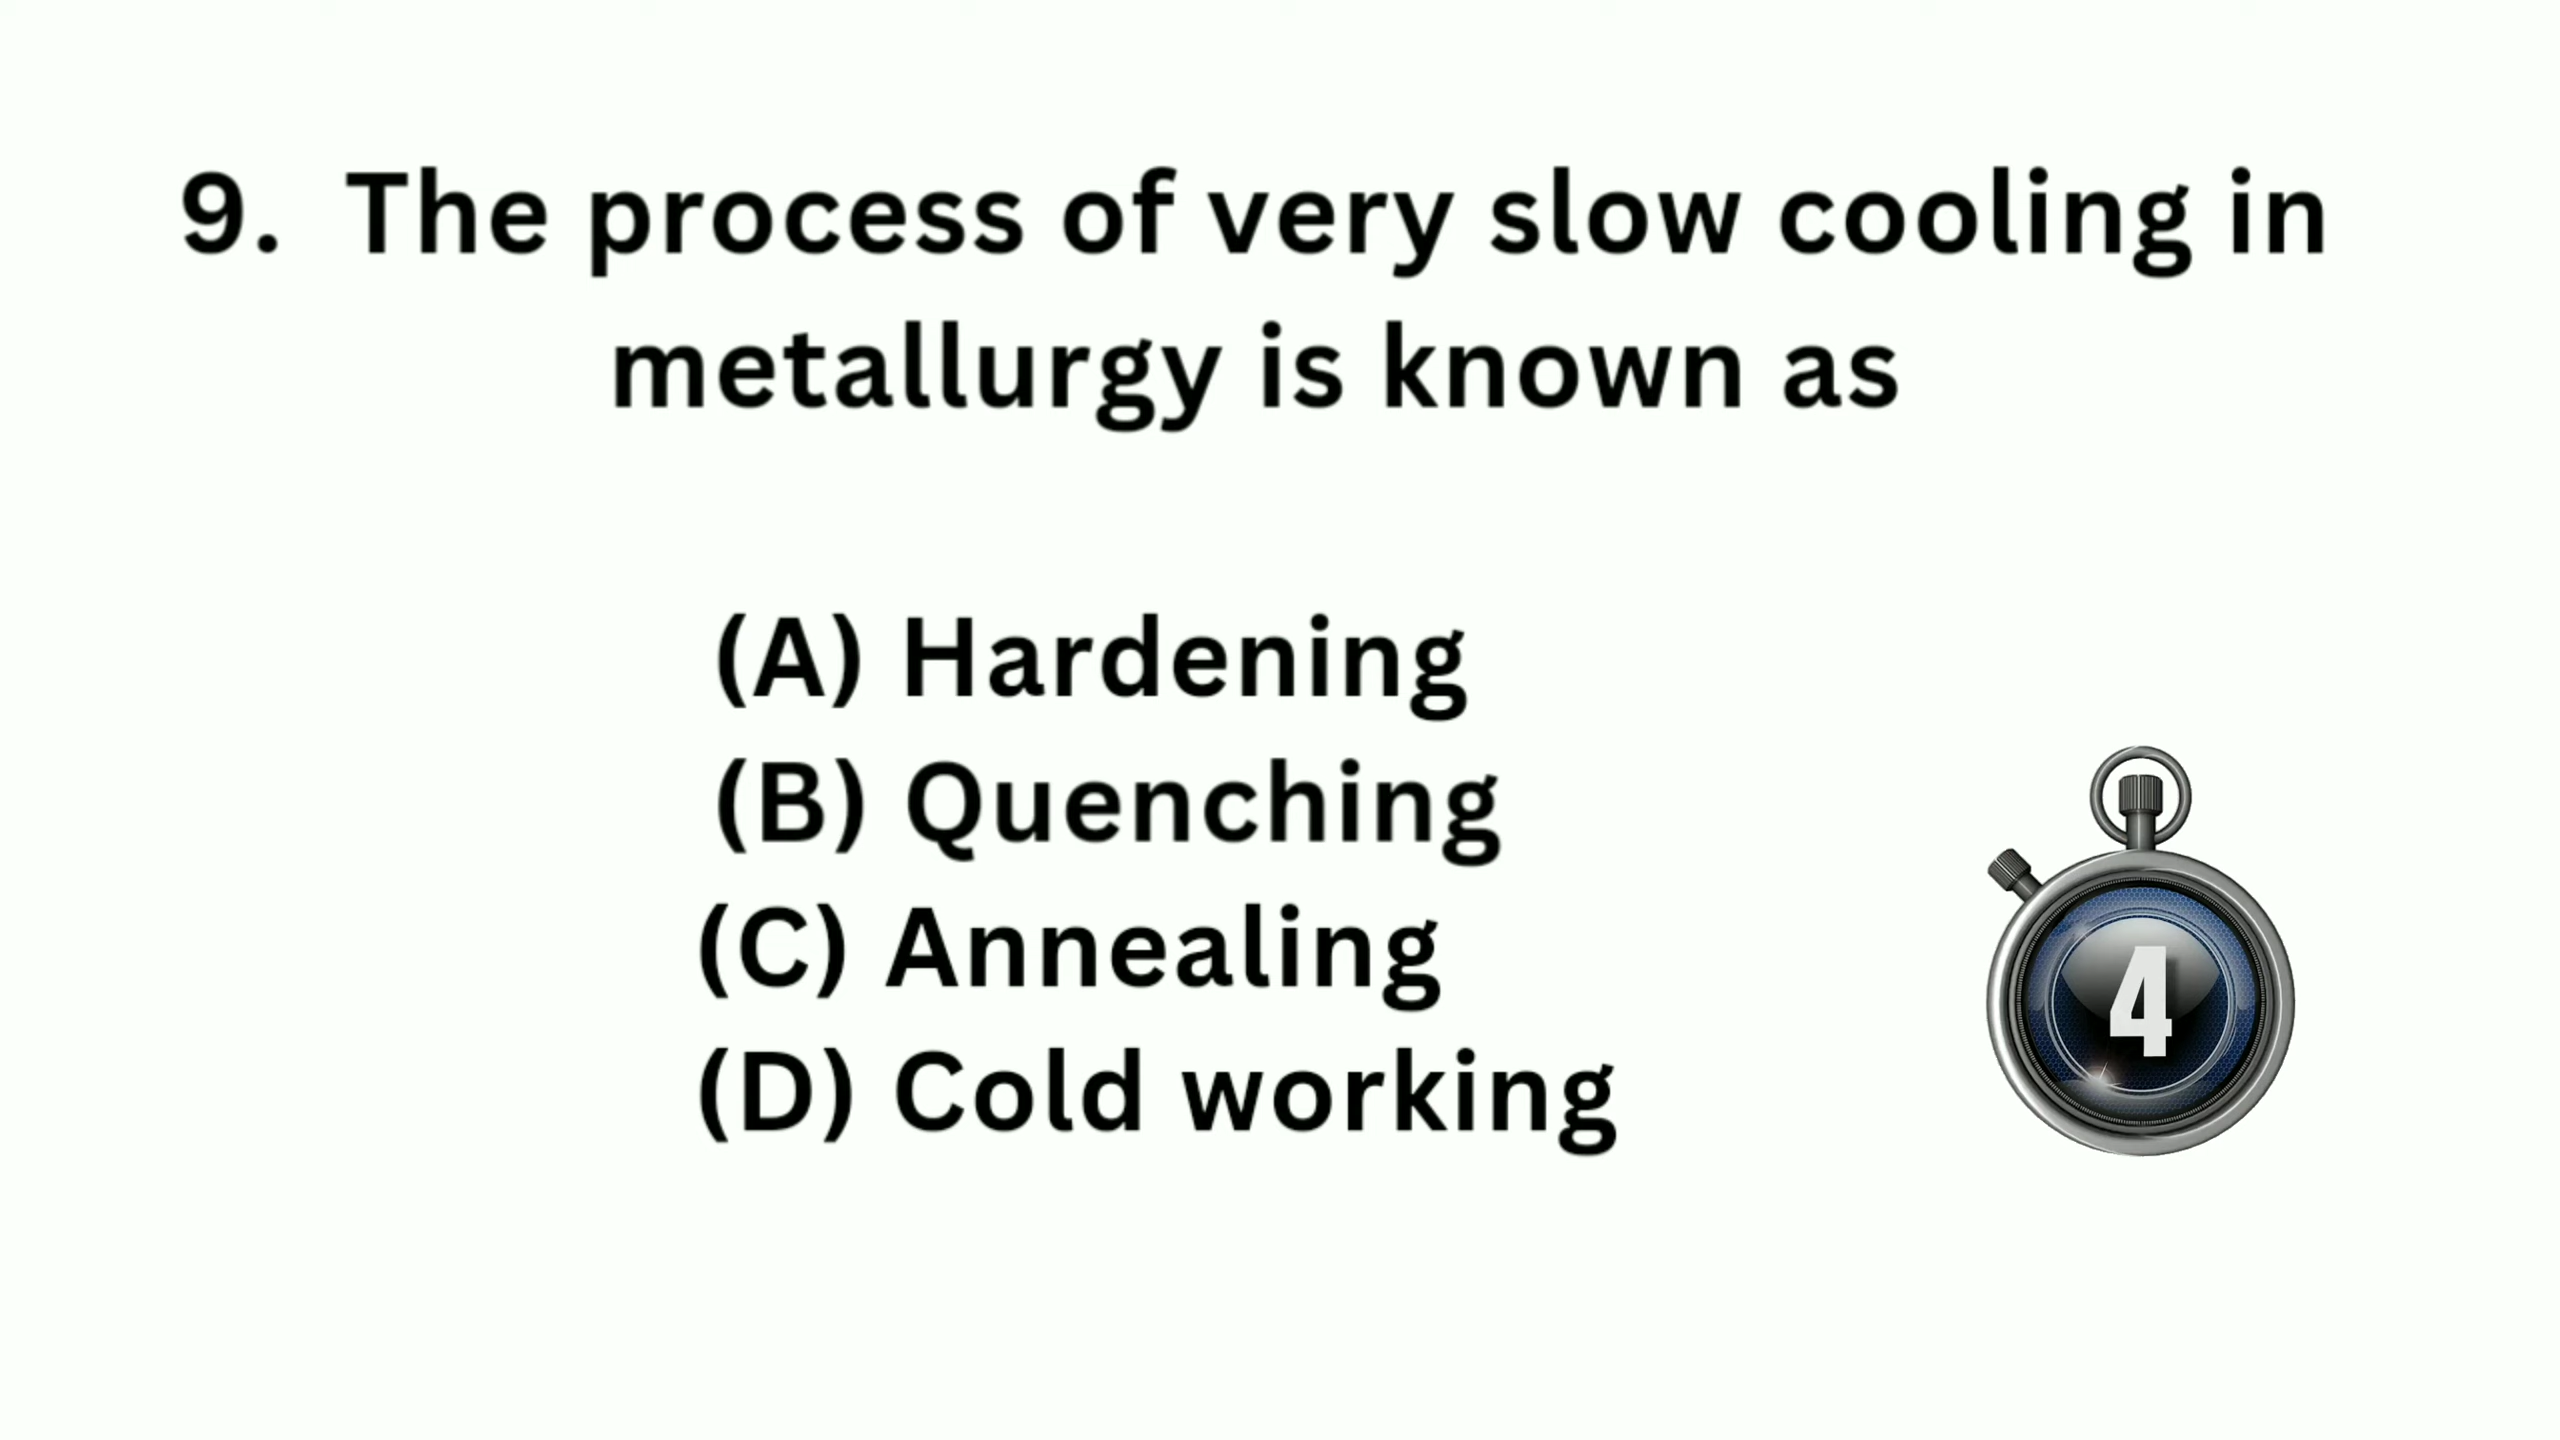 9. The process of very slow cooling in
metallurgy is known as
(A) Hardening
(B) Quenching
(C) Annealing
(D) Cold working
4